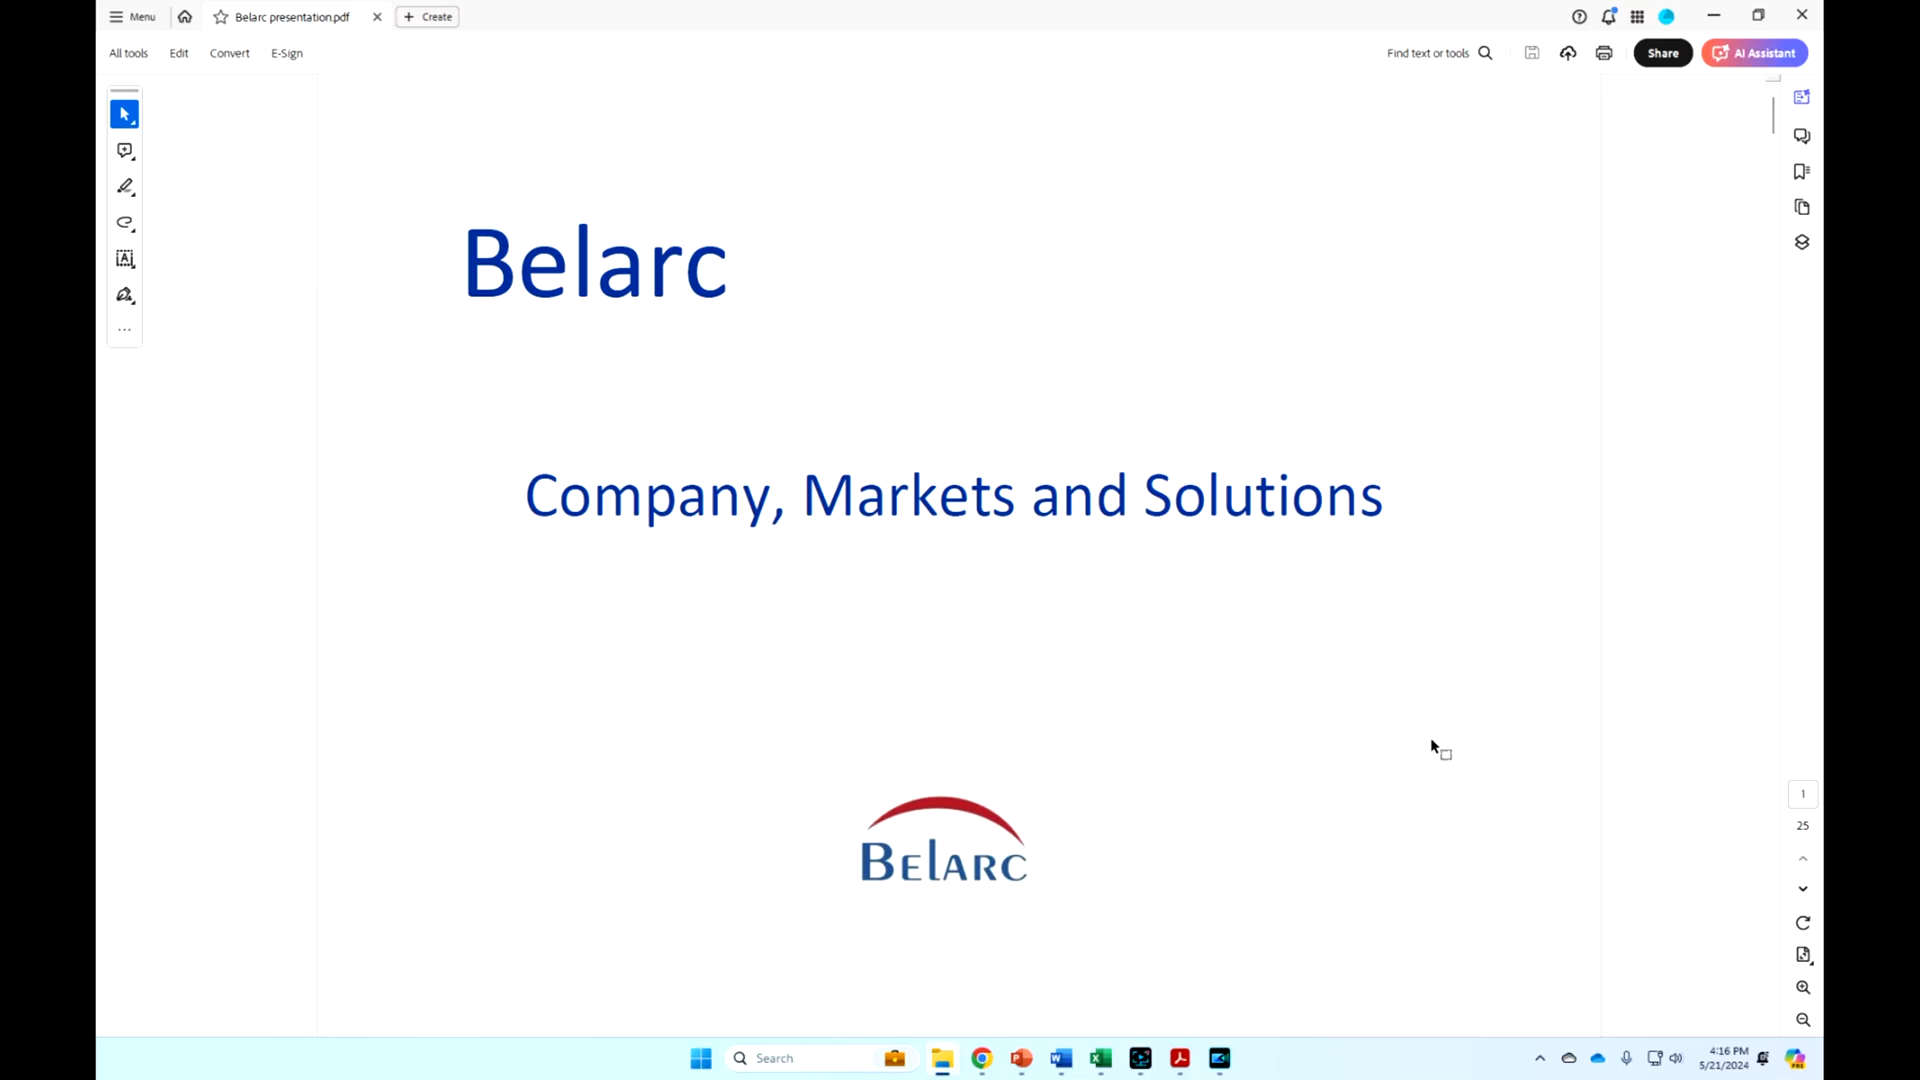 Menu
Belarc presentation.pdf
Create
All tools
Edit
Convert
E-Sign
Find text or tools
Share
AI Assistant
Belarc
Company, Markets and Solutions
BELARC
1
25
Search
4:16 PM
5/21/2024